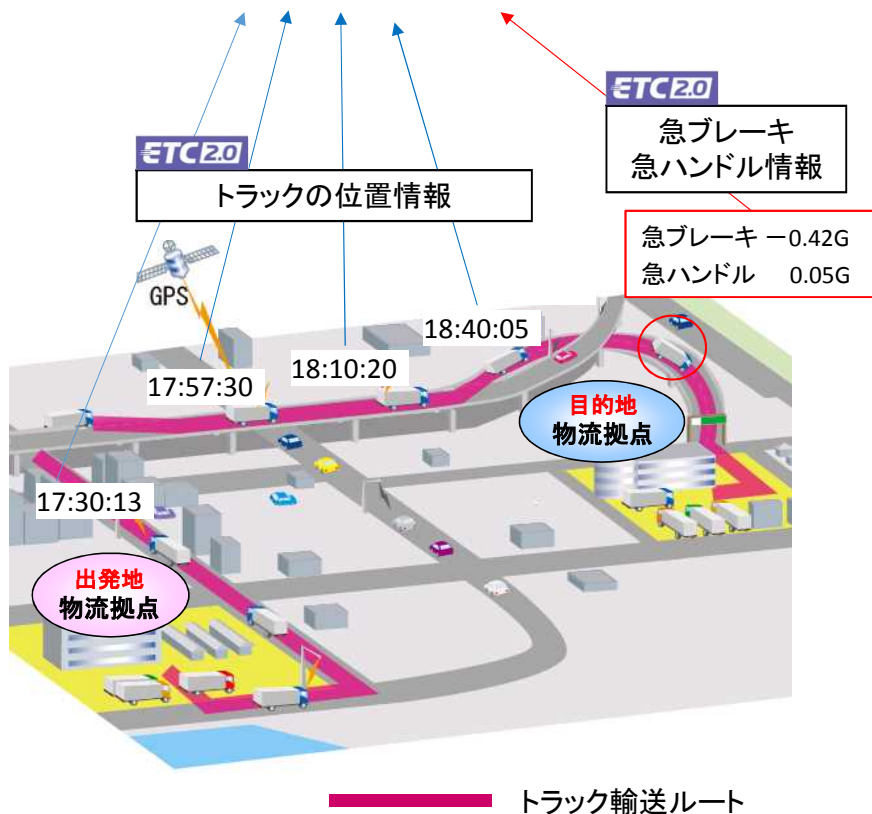 ETC2.0
急ブレーキ
急ハンドル情報
ETC2.0
トラックの位置情報
急ブレーキ －0.42G
急ハンドル 0.05G
GPS
18:40:05
18:10:20
17:57:30
目的地
物流拠点
17:30:13
出発地
物流拠点
トラック輸送ルート